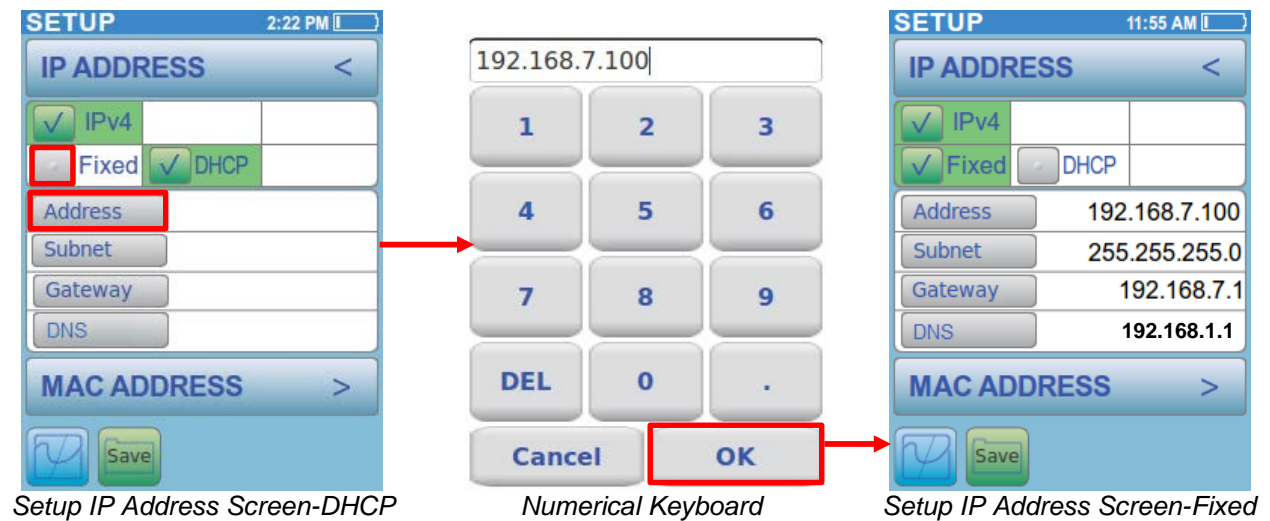 SETUP 2:22 PM
IP ADDRESS <
IPv4
Fixed DHCP
Address
Subnet
Gateway
DNS
MAC ADDRESS >
Save
Setup IP Address Screen-DHCP
192.168.7.100
1 2 3
4 5 6
7 8 9
DEL 0 .
Cancel OK
Numerical Keyboard
SETUP 11:55 AM
IP ADDRESS <
IPv4
Fixed DHCP
Address 192.168.7.100
Subnet 255.255.255.0
Gateway 192.168.7.1
DNS 192.168.1.1
MAC ADDRESS >
Save
Setup IP Address Screen-Fixed